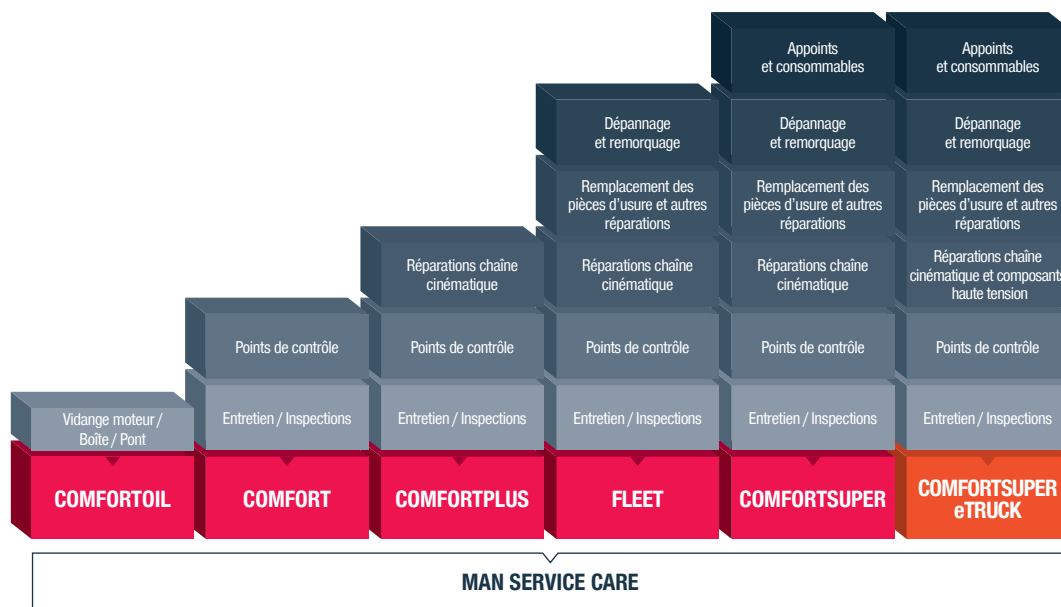 Appoints
et consommables
Appoints
et consommables
Dépannage
et remorquage
Dépannage
et remorquage
Dépannage
et remorquage
Remplacement des
pièces d'usure et autres
réparations
Remplacement des
pièces d'usure et autres
réparations
Remplacement des
pièces d'usure et autres
réparations
Réparations chaîne
cinématique
Réparations chaîne
cinématique
Réparations chaîne
cinématique
Réparations chaîne
cinématique et composants
haute tension
Points de contrôle
Points de contrôle
Points de contrôle
Points de contrôle
Points de contrôle
Vidange moteur /
Boîte / Pont
Entretien / Inspections
Entretien / Inspections
Entretien / Inspections
Entretien / Inspections
Entretien / Inspections
COMFORTOIL
COMFORT
COMFORTPLUS
FLEET
COMFORTSUPER
COMFORTSUPER
eTRUCK
MAN SERVICE CARE